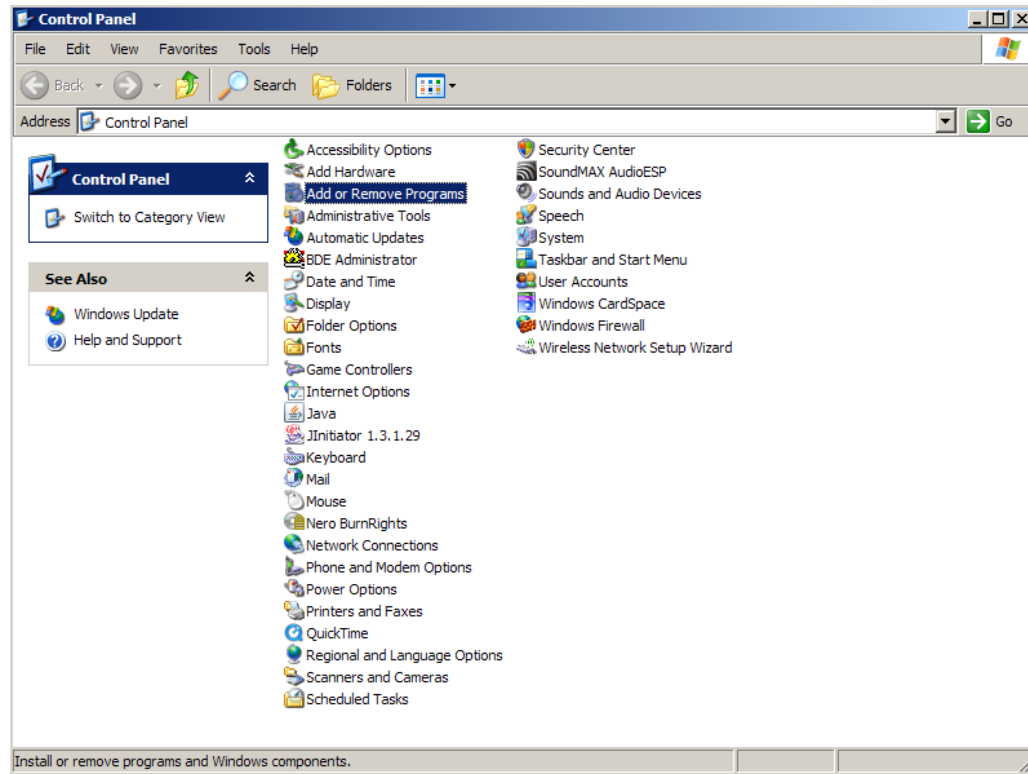 Control Panel
File Edit View Favorites Tools Help
Back Search Folders
Address Control Panel Go
Control Panel
Switch to Category View
See Also
Windows Update
Help and Support
Accessibility Options
Add Hardware
Add or Remove Programs
Administrative Tools
Automatic Updates
BDE Administrator
Date and Time
Display
Folder Options
Fonts
Game Controllers
Internet Options
Java
JInitiator 1.3.1.29
Keyboard
Mail
Mouse
Nero BurnRights
Network Connections
Phone and Modem Options
Power Options
Printers and Faxes
QuickTime
Regional and Language Options
Scanners and Cameras
Scheduled Tasks
Security Center
SoundMAX AudioESP
Sounds and Audio Devices
Speech
System
Taskbar and Start Menu
User Accounts
Windows CardSpace
Windows Firewall
Wireless Network Setup Wizard
Install or remove programs and Windows components.